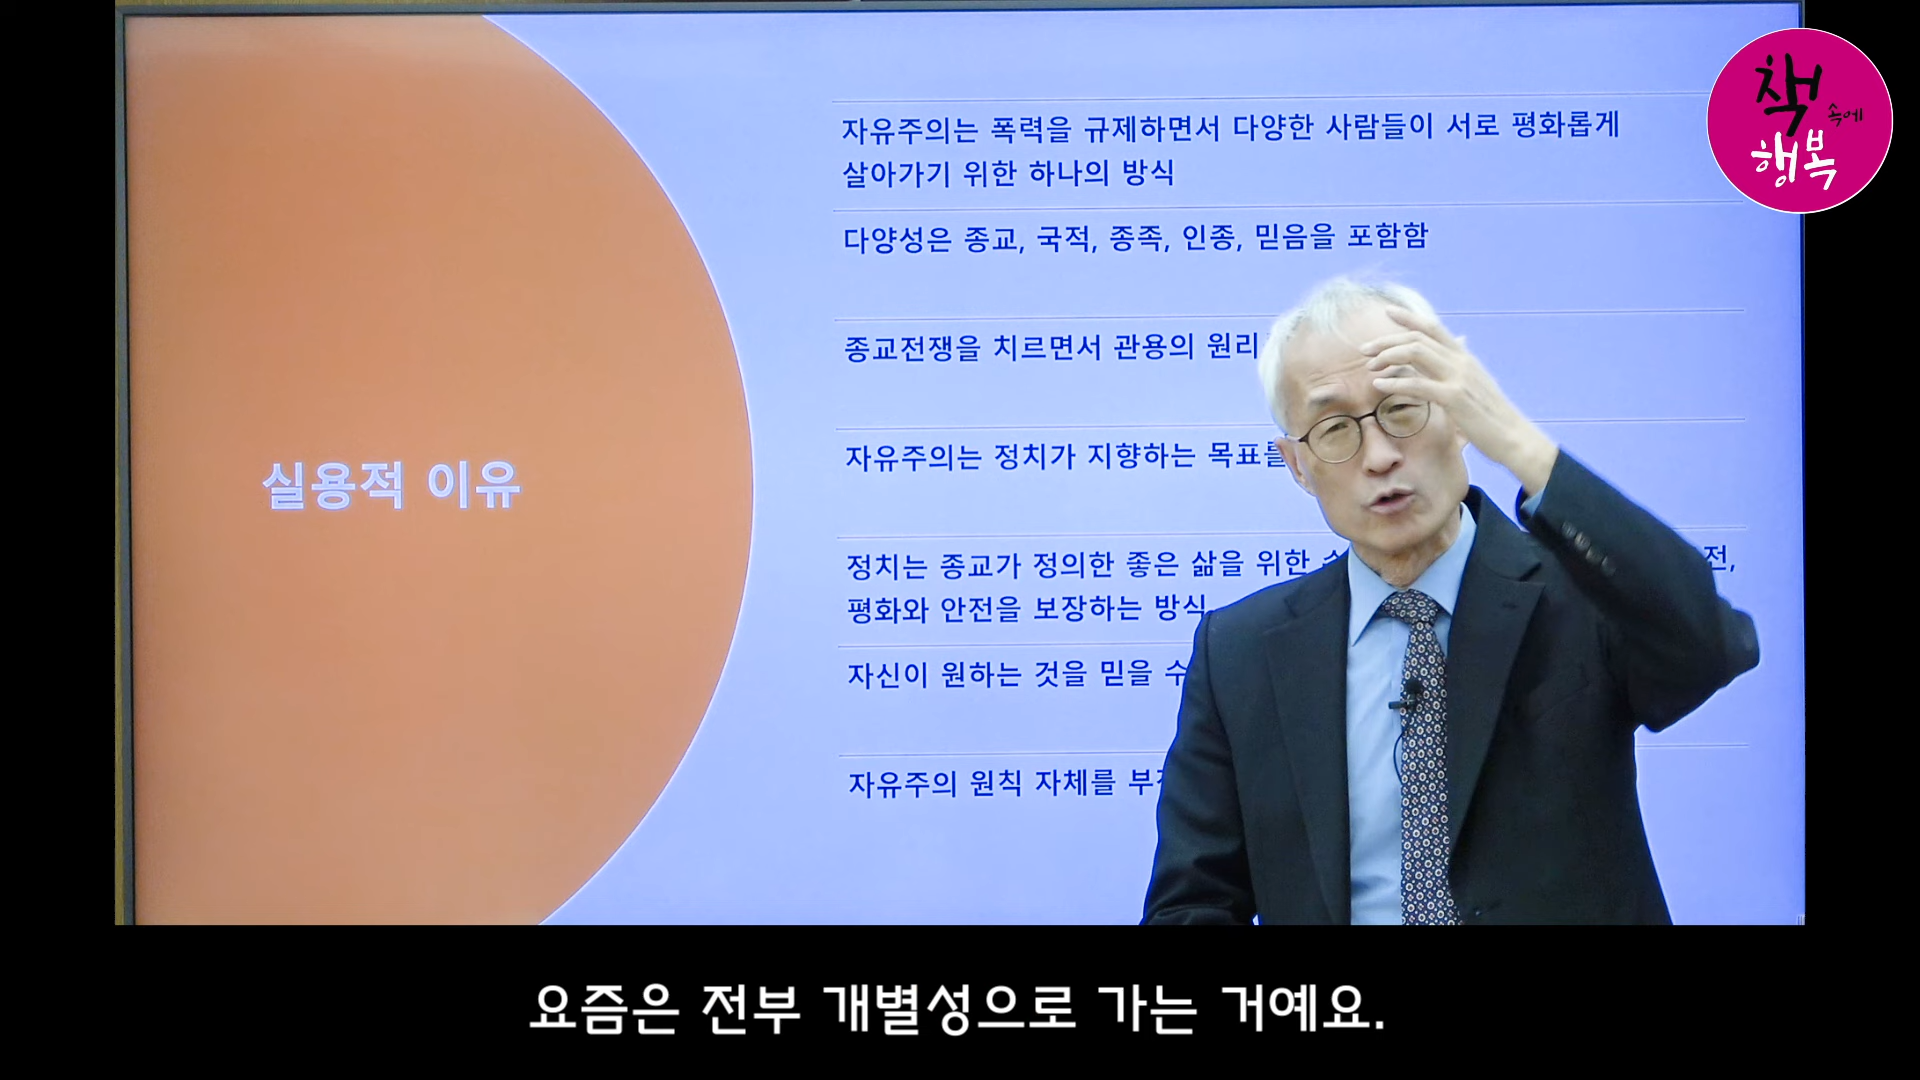 책
속에
행복
자유주의는 폭력을 규제하면서 다양한 사람들이 서로 평화롭게
살아가기 위한 하나의 방식
다양성은 종교, 국적, 종족, 인종, 믿음을 포함함
종교전쟁을 치르면서 관용의 원리
자유주의는 정치가 지향하는 목표를
실용적 이유
정치는 종교가 정의한 좋은 삶을 위한
평화와 안전을 보장하는 방식
자신이 원하는 것을 믿을
자유주의 원칙 자체를
요즘은 전부 개별성으로 가는 거예요.